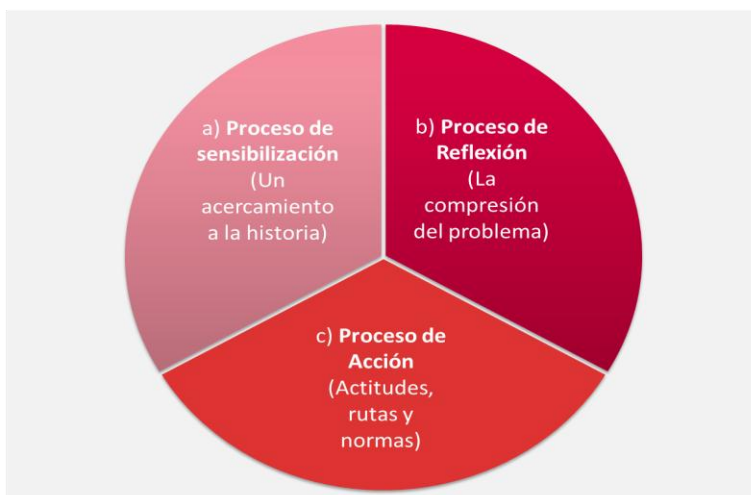 a) Proceso de
sensibilización
(Un
acercamiento
a la historia)
b) Proceso de
Reflexión
(La
compresión
del problema)
c) Proceso de
Acción
(Actitudes,
rutas y
normas)